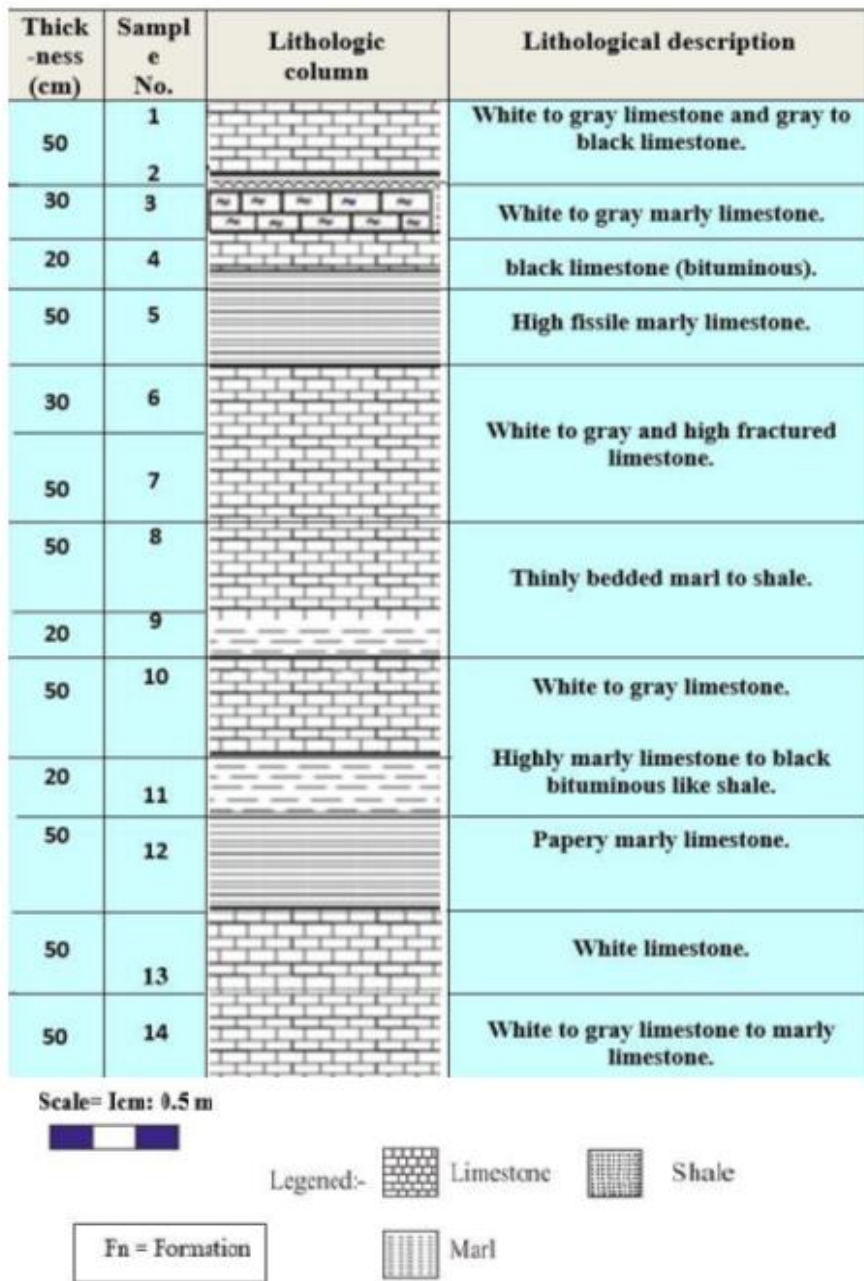 Thick
-ness
(cm)
Sampl
e
No.
Lithologic
column
Lithological description
50
1
2
White to gray limestone and gray to
black limestone.
30
3
White to gray marly limestone.
20
4
black limestone (bituminous).
50
5
High fissile marly limestone.
30
6
White to gray and high fractured
limestone.
50
7
50
8
Thinly bedded marl to shale.
20
9
50
10
White to gray limestone.
20
11
Highly marly limestone to black
bituminous like shale.
50
12
Papery marly limestone.
50
13
White limestone.
50
14
White to gray limestone to marly
limestone.
Scale= Icm: 0.5 m
Legened:-
Limestone
Shale
Fn = Formation
Marl